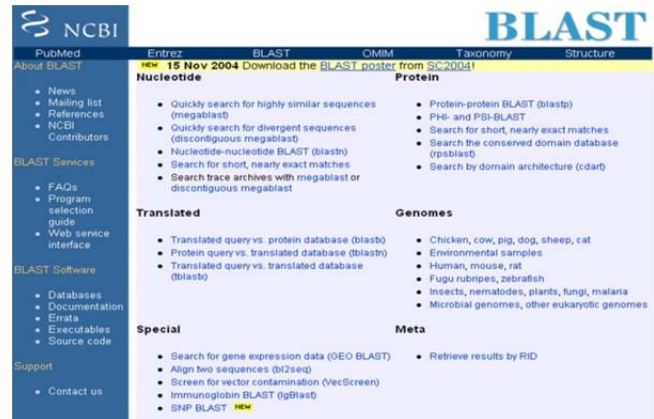 NCBI
BLAST
PubMed Entrez BLAST OMIM Taxonomy Structure
About BLAST
News
Mailing list
References
NCBI
Contributors
BLAST Services
FAQs
Program
selection
guide
Web service
interface
BLAST Software
Databases
Documentation
Errata
Executables
Source code
Support
Contact us
NEW 15 Nov 2004 Download the BLAST poster from SC2004!
Nucleotide
Quickly search for highly similar sequences
(megablast)
Quickly search for divergent sequences
(discontiguous megablast)
Nucleotide-nucleotide BLAST (blastn)
Search for short, nearly exact matches
Search trace archives with megablast or
discontiguous megablast
Protein
Protein-protein BLAST (blastp)
PHI- and PSI-BLAST
Search for short, nearly exact matches
Search the conserved domain database
(rpsblast)
Search by domain architecture (cdart)
Translated
Translated query vs. protein database (blastx)
Protein query vs. translated database (tblastn)
Translated query vs. translated database
(tblastx)
Genomes
Chicken, cow, pig, dog, sheep, cat
Environmental samples
Human, mouse, rat
Fugu rubripes, zebrafish
Insects, nematodes, plants, fungi, malaria
Microbial genomes, other eukaryotic genomes
Special
Search for gene expression data (GEO BLAST)
Align two sequences (bl2seq)
Screen for vector contamination (VecScreen)
Immunoglobin BLAST (IgBlast)
SNP BLAST NEW
Meta
Retrieve results by RID